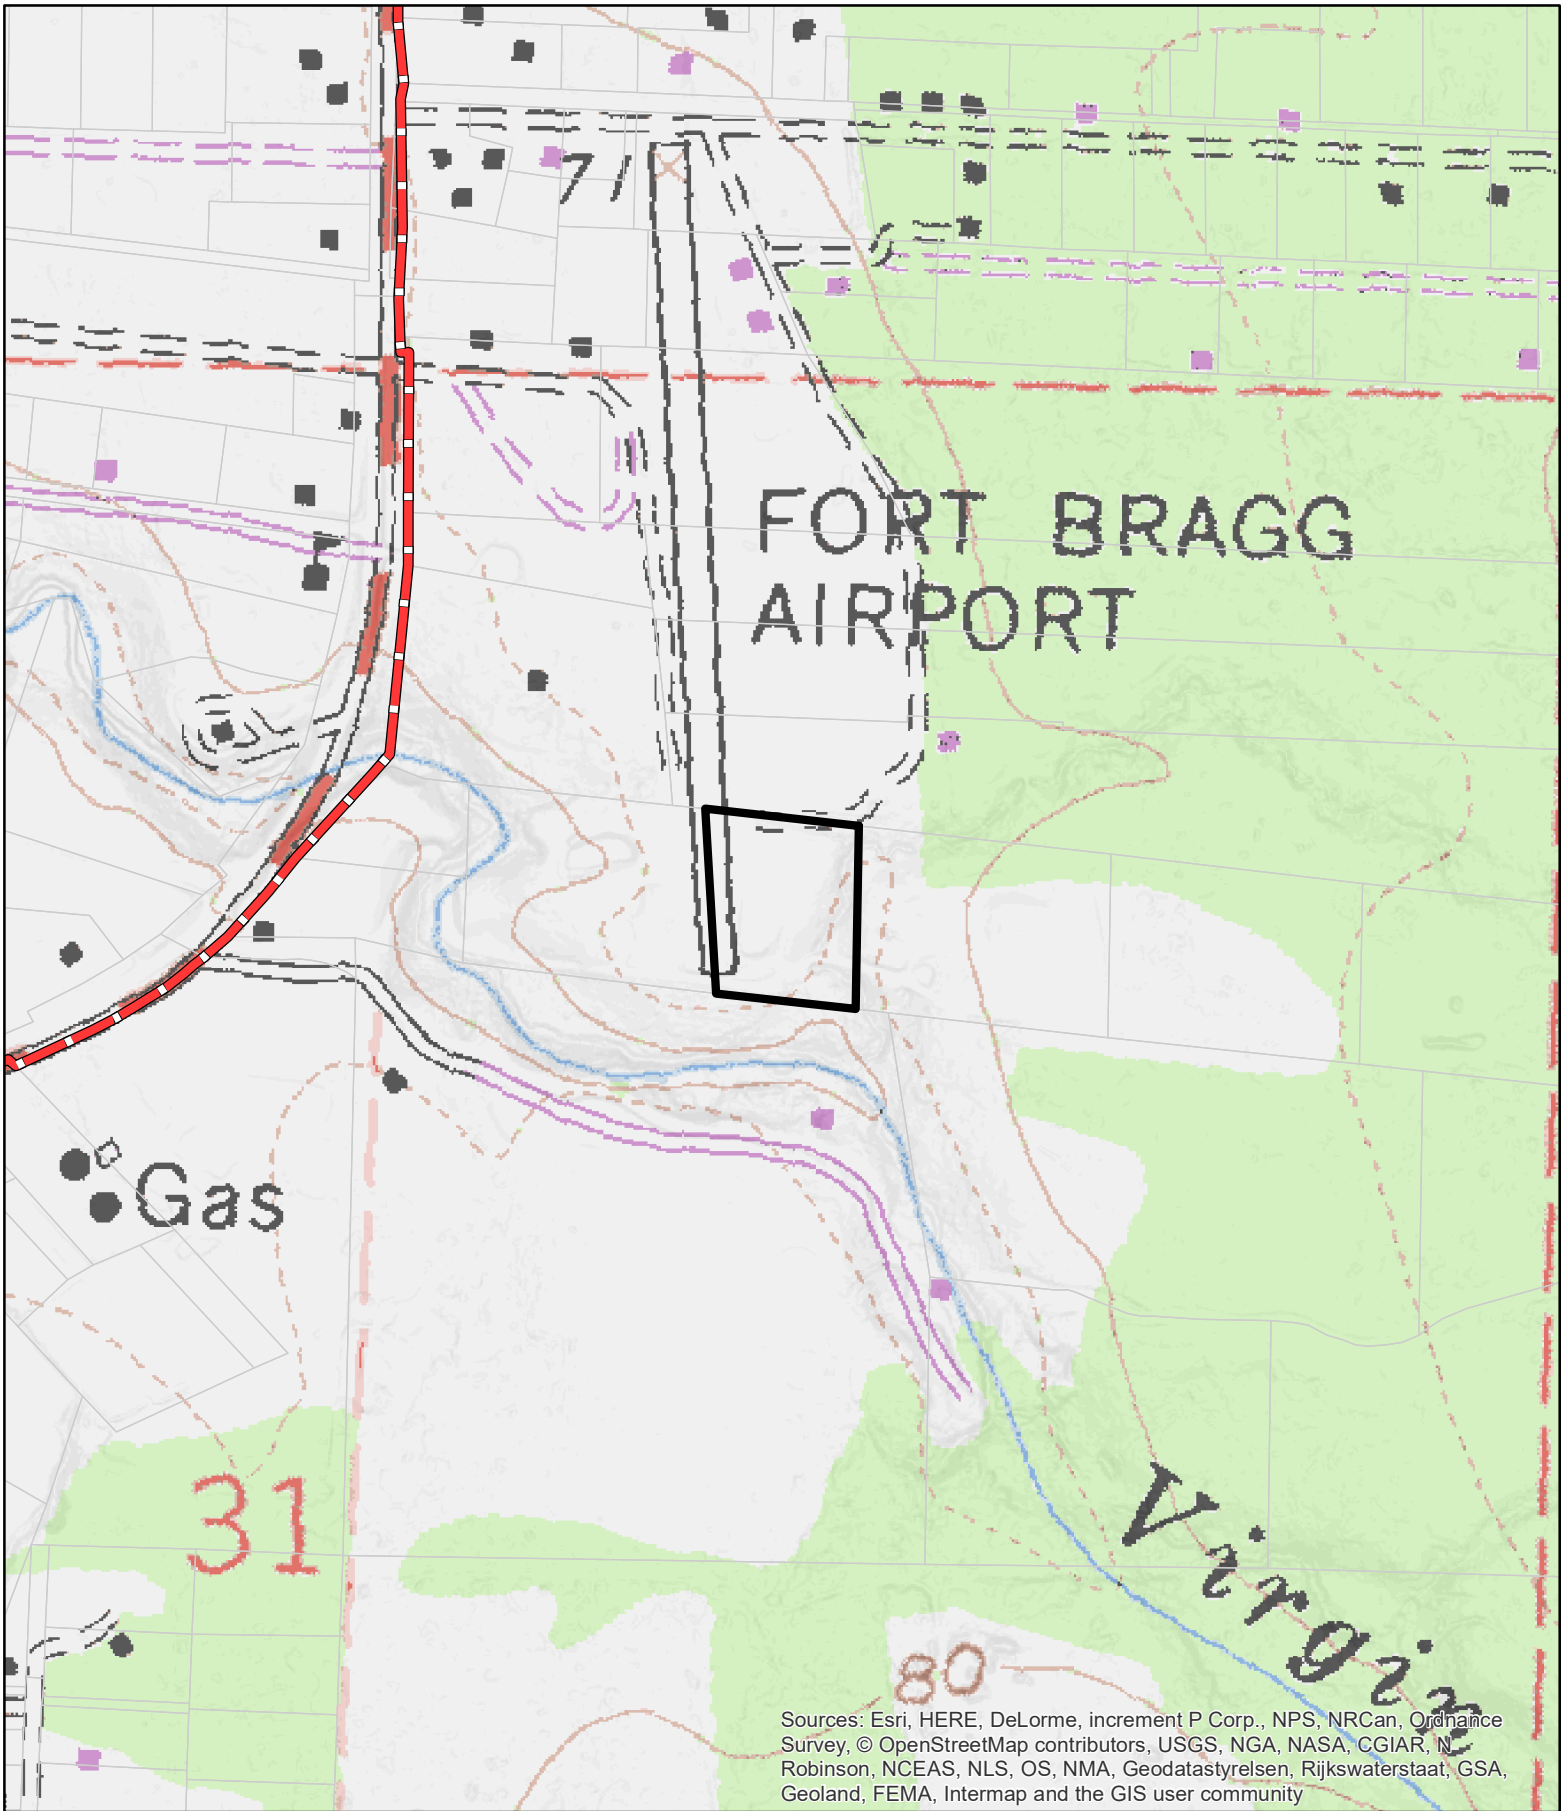 71
FORT BRAGG
AIRPORT
Gas
31
Virgin
80
Sources: Esri, HERE, DeLorme, increment P Corp., NPS, NRCan, Ordnance
Survey, © OpenStreetMap contributors, USGS, NGA, NASA, CGIAR, N
Robinson, NCEAS, NLS, OS, NMA, Geodatastyrelsen, Rijkswaterstaat, GSA,
Geoland, FEMA, Intermap and the GIS user community